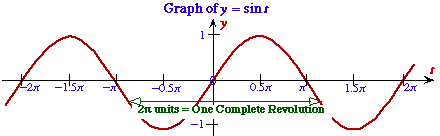 Graph of y = sin t
y
1
t
−2π −1.5π −π −0.5π 0 0.5π π 1.5π 2π
2π units = One Complete Revolution
−1